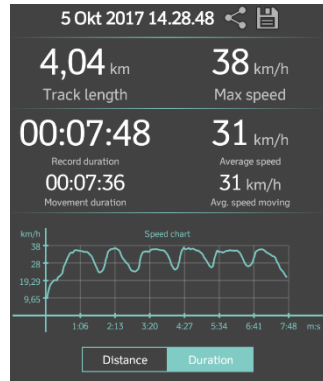 5 Okt 2017 14.28.48
4,04 km
38 km/h
Track length
Max speed
00:07:48
31 km/h
Record duration
Average speed
00:07:36
31 km/h
Movement duration
Avg. speed moving
km/h
Speed chart
38
28
19,29
9,65
1:06 2:13 3:20 4:27 5:34 6:41 7:48 m:s
Distance
Duration